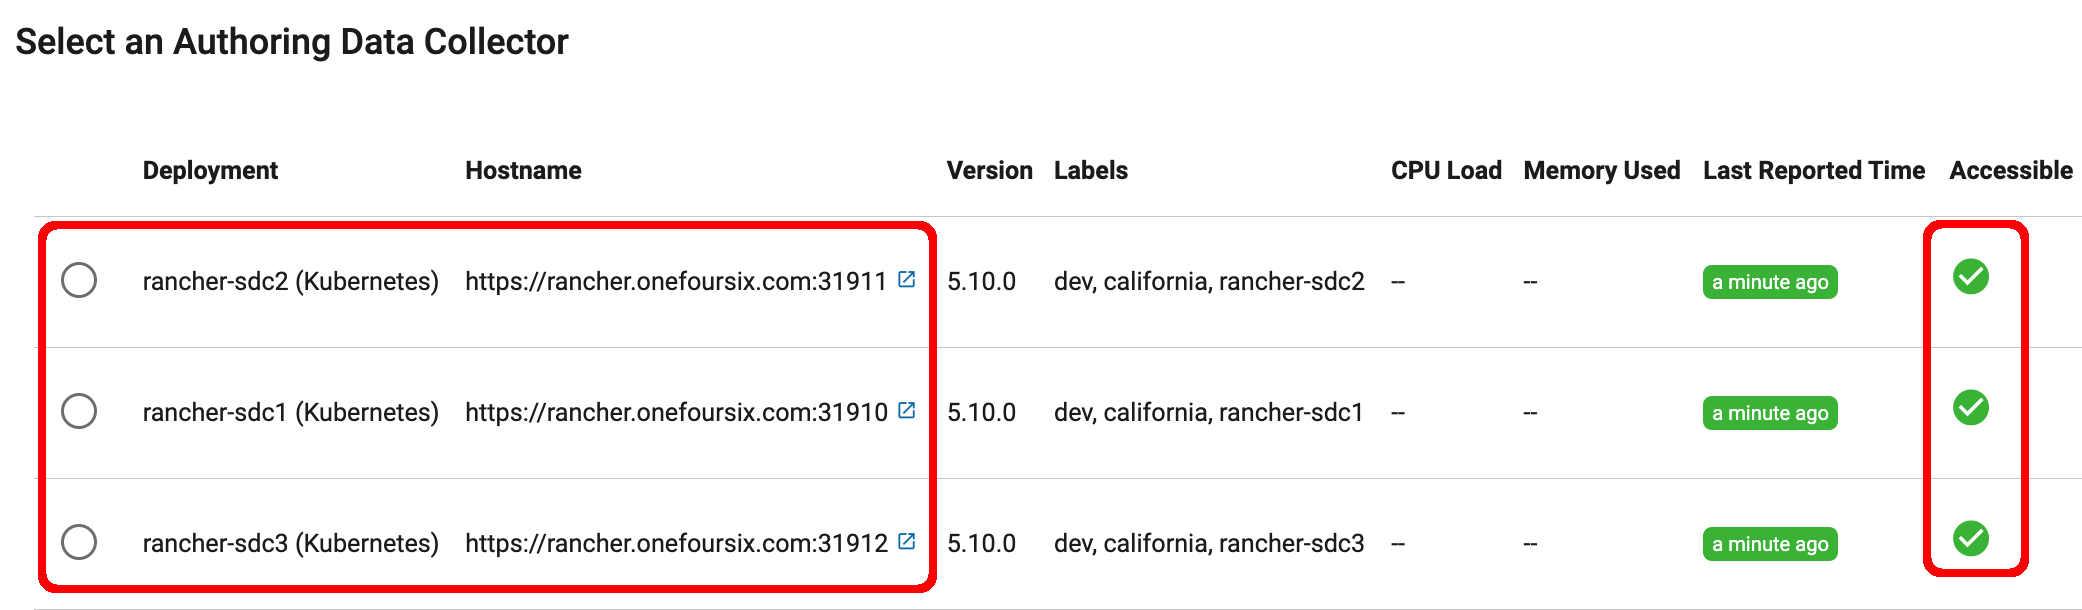 Select an Authoring Data Collector
Deployment Hostname Version Labels CPU Load Memory Used Last Reported Time Accessible
rancher-sdc2 (Kubernetes) https://rancher.onefoursix.com:31911 5.10.0 dev, california, rancher-sdc2 -- -- a minute ago
rancher-sdc1 (Kubernetes) https://rancher.onefoursix.com:31910 5.10.0 dev, california, rancher-sdc1 -- -- a minute ago
rancher-sdc3 (Kubernetes) https://rancher.onefoursix.com:31912 5.10.0 dev, california, rancher-sdc3 -- -- a minute ago